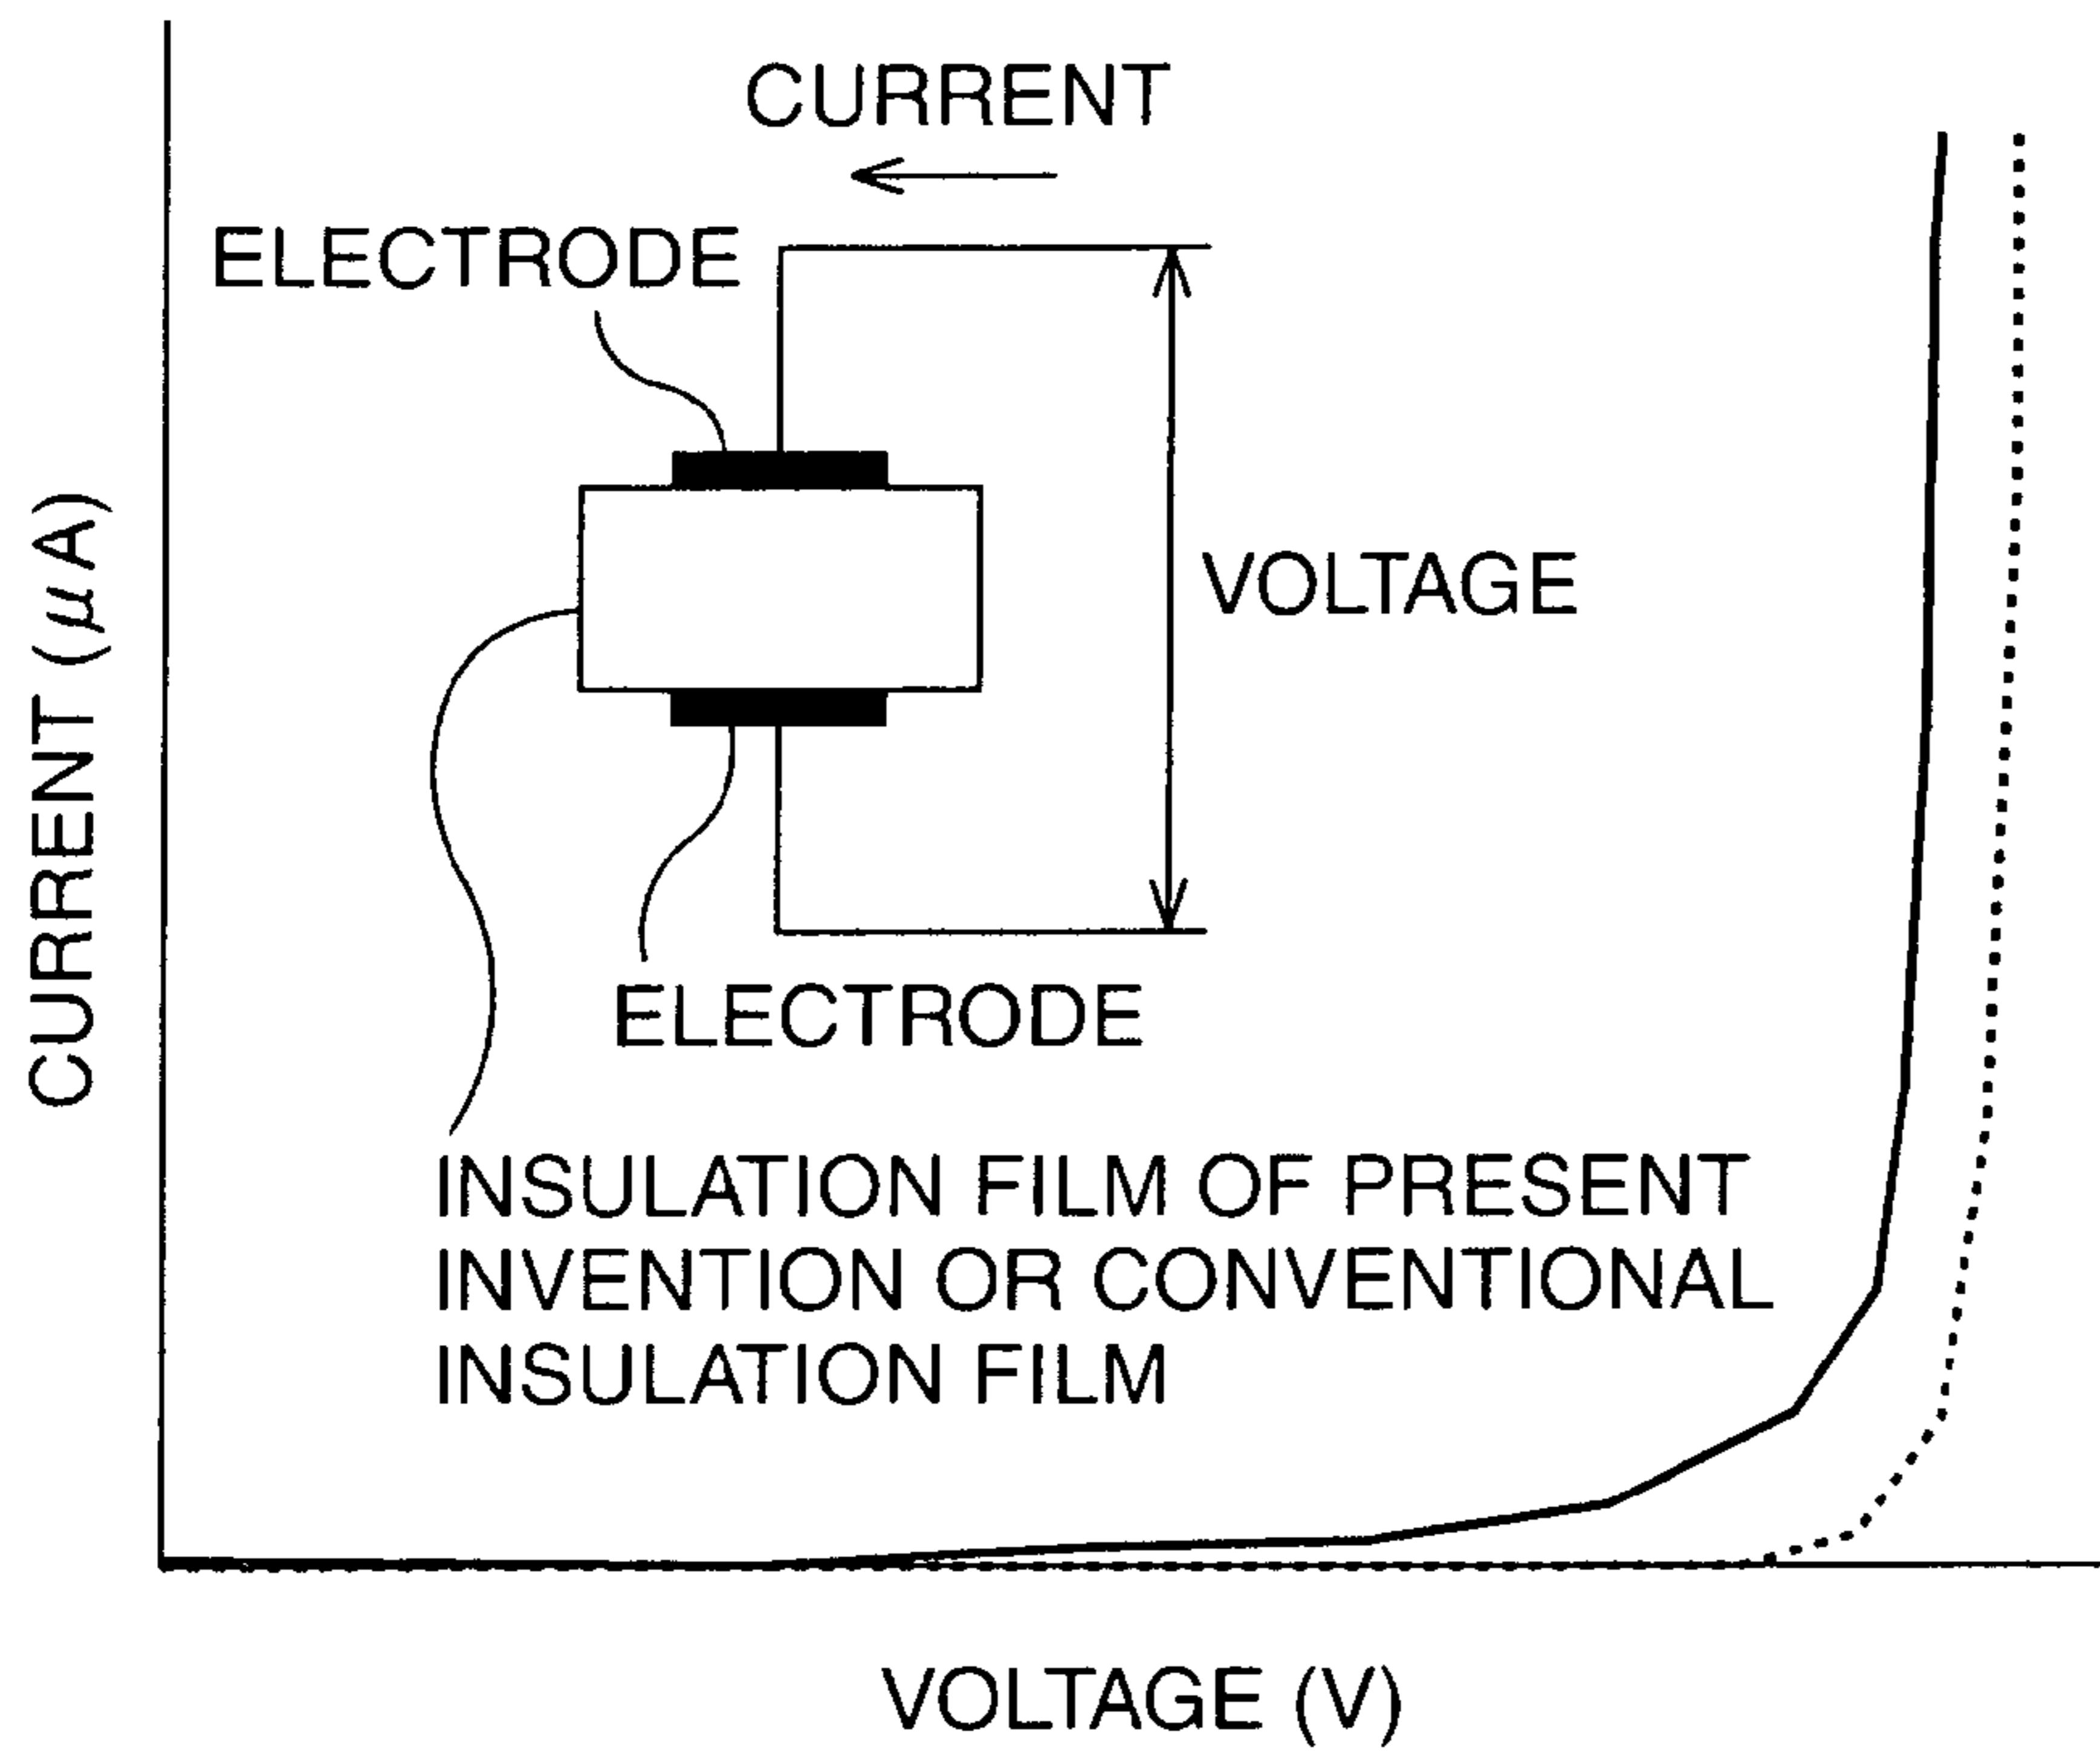 CURRENT
ELECTRODE
CURRENT (μA)
VOLTAGE
ELECTRODE
INSULATION FILM OF PRESENT
INVENTION OR CONVENTIONAL
INSULATION FILM
VOLTAGE (V)